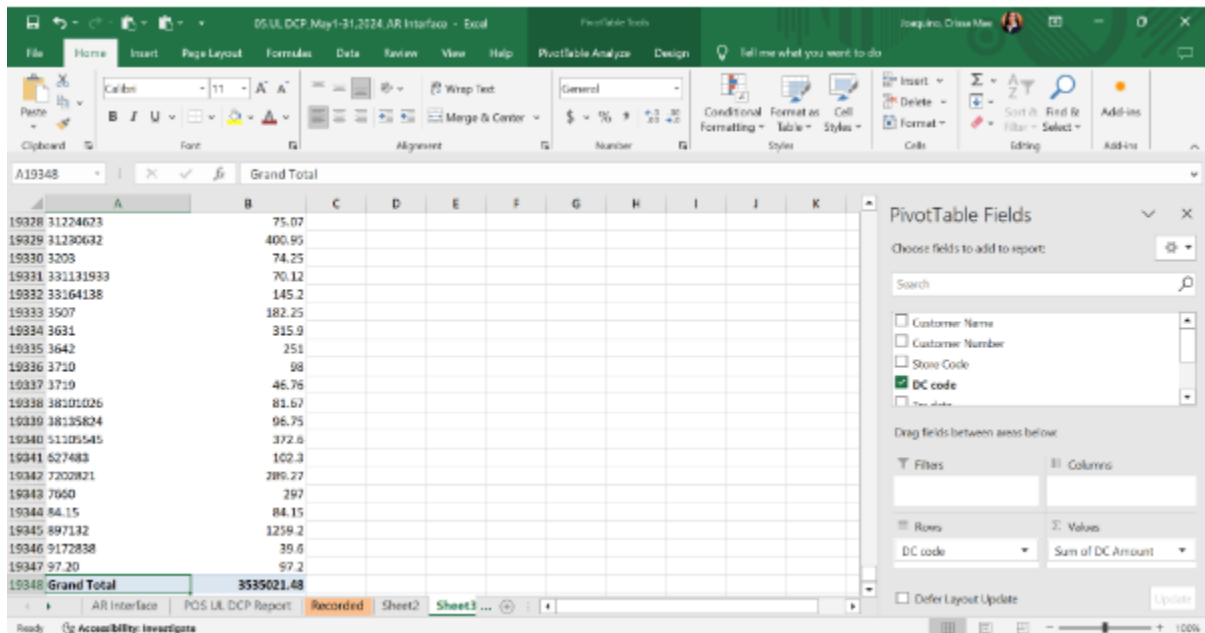 05.UL DCP_May1-31,2024_AR Interface - Excel
PivotTable Tools
Joaquino, Crissa Mae
File Home Insert Page Layout Formulas Data Review View Help PivotTable Analyze Design Tell me what you want to do
Paste
Calibri 11 A A
B I U A
Wrap Text
Merge & Center
General
$ % ,
Conditional Formatting
Format as Table
Cell Styles
Insert
Delete
Format
Sort & Filter
Find & Select
Add-ins
Clipboard Font Alignment Number Styles Cells Editing Add-ins
A19348 fx Grand Total
A B C D E F G H I J K
19328 31224623 75.07
19329 31230632 400.95
19330 3203 74.25
19331 331131933 70.12
19332 33164138 145.2
19333 3507 182.25
19334 3631 315.9
19335 3642 251
19336 3710 98
19337 3719 46.76
19338 38101026 81.67
19339 38135824 96.75
19340 51105545 372.6
19341 627483 102.3
19342 7202821 289.27
19343 7660 297
19344 84.15 84.15
19345 897132 1259.2
19346 9172838 39.6
19347 97.20 97.2
19348 Grand Total 3535021.48
AR Interface POS UL DCP Report Recorded Sheet2 Sheet3 ...
Ready Accessibility: Investigate
100%
PivotTable Fields
Choose fields to add to report:
Search
Customer Name
Customer Number
Store Code
DC code
Drag fields between areas below:
Filters Columns
Rows Values
DC code Sum of DC Amount
Defer Layout Update Update